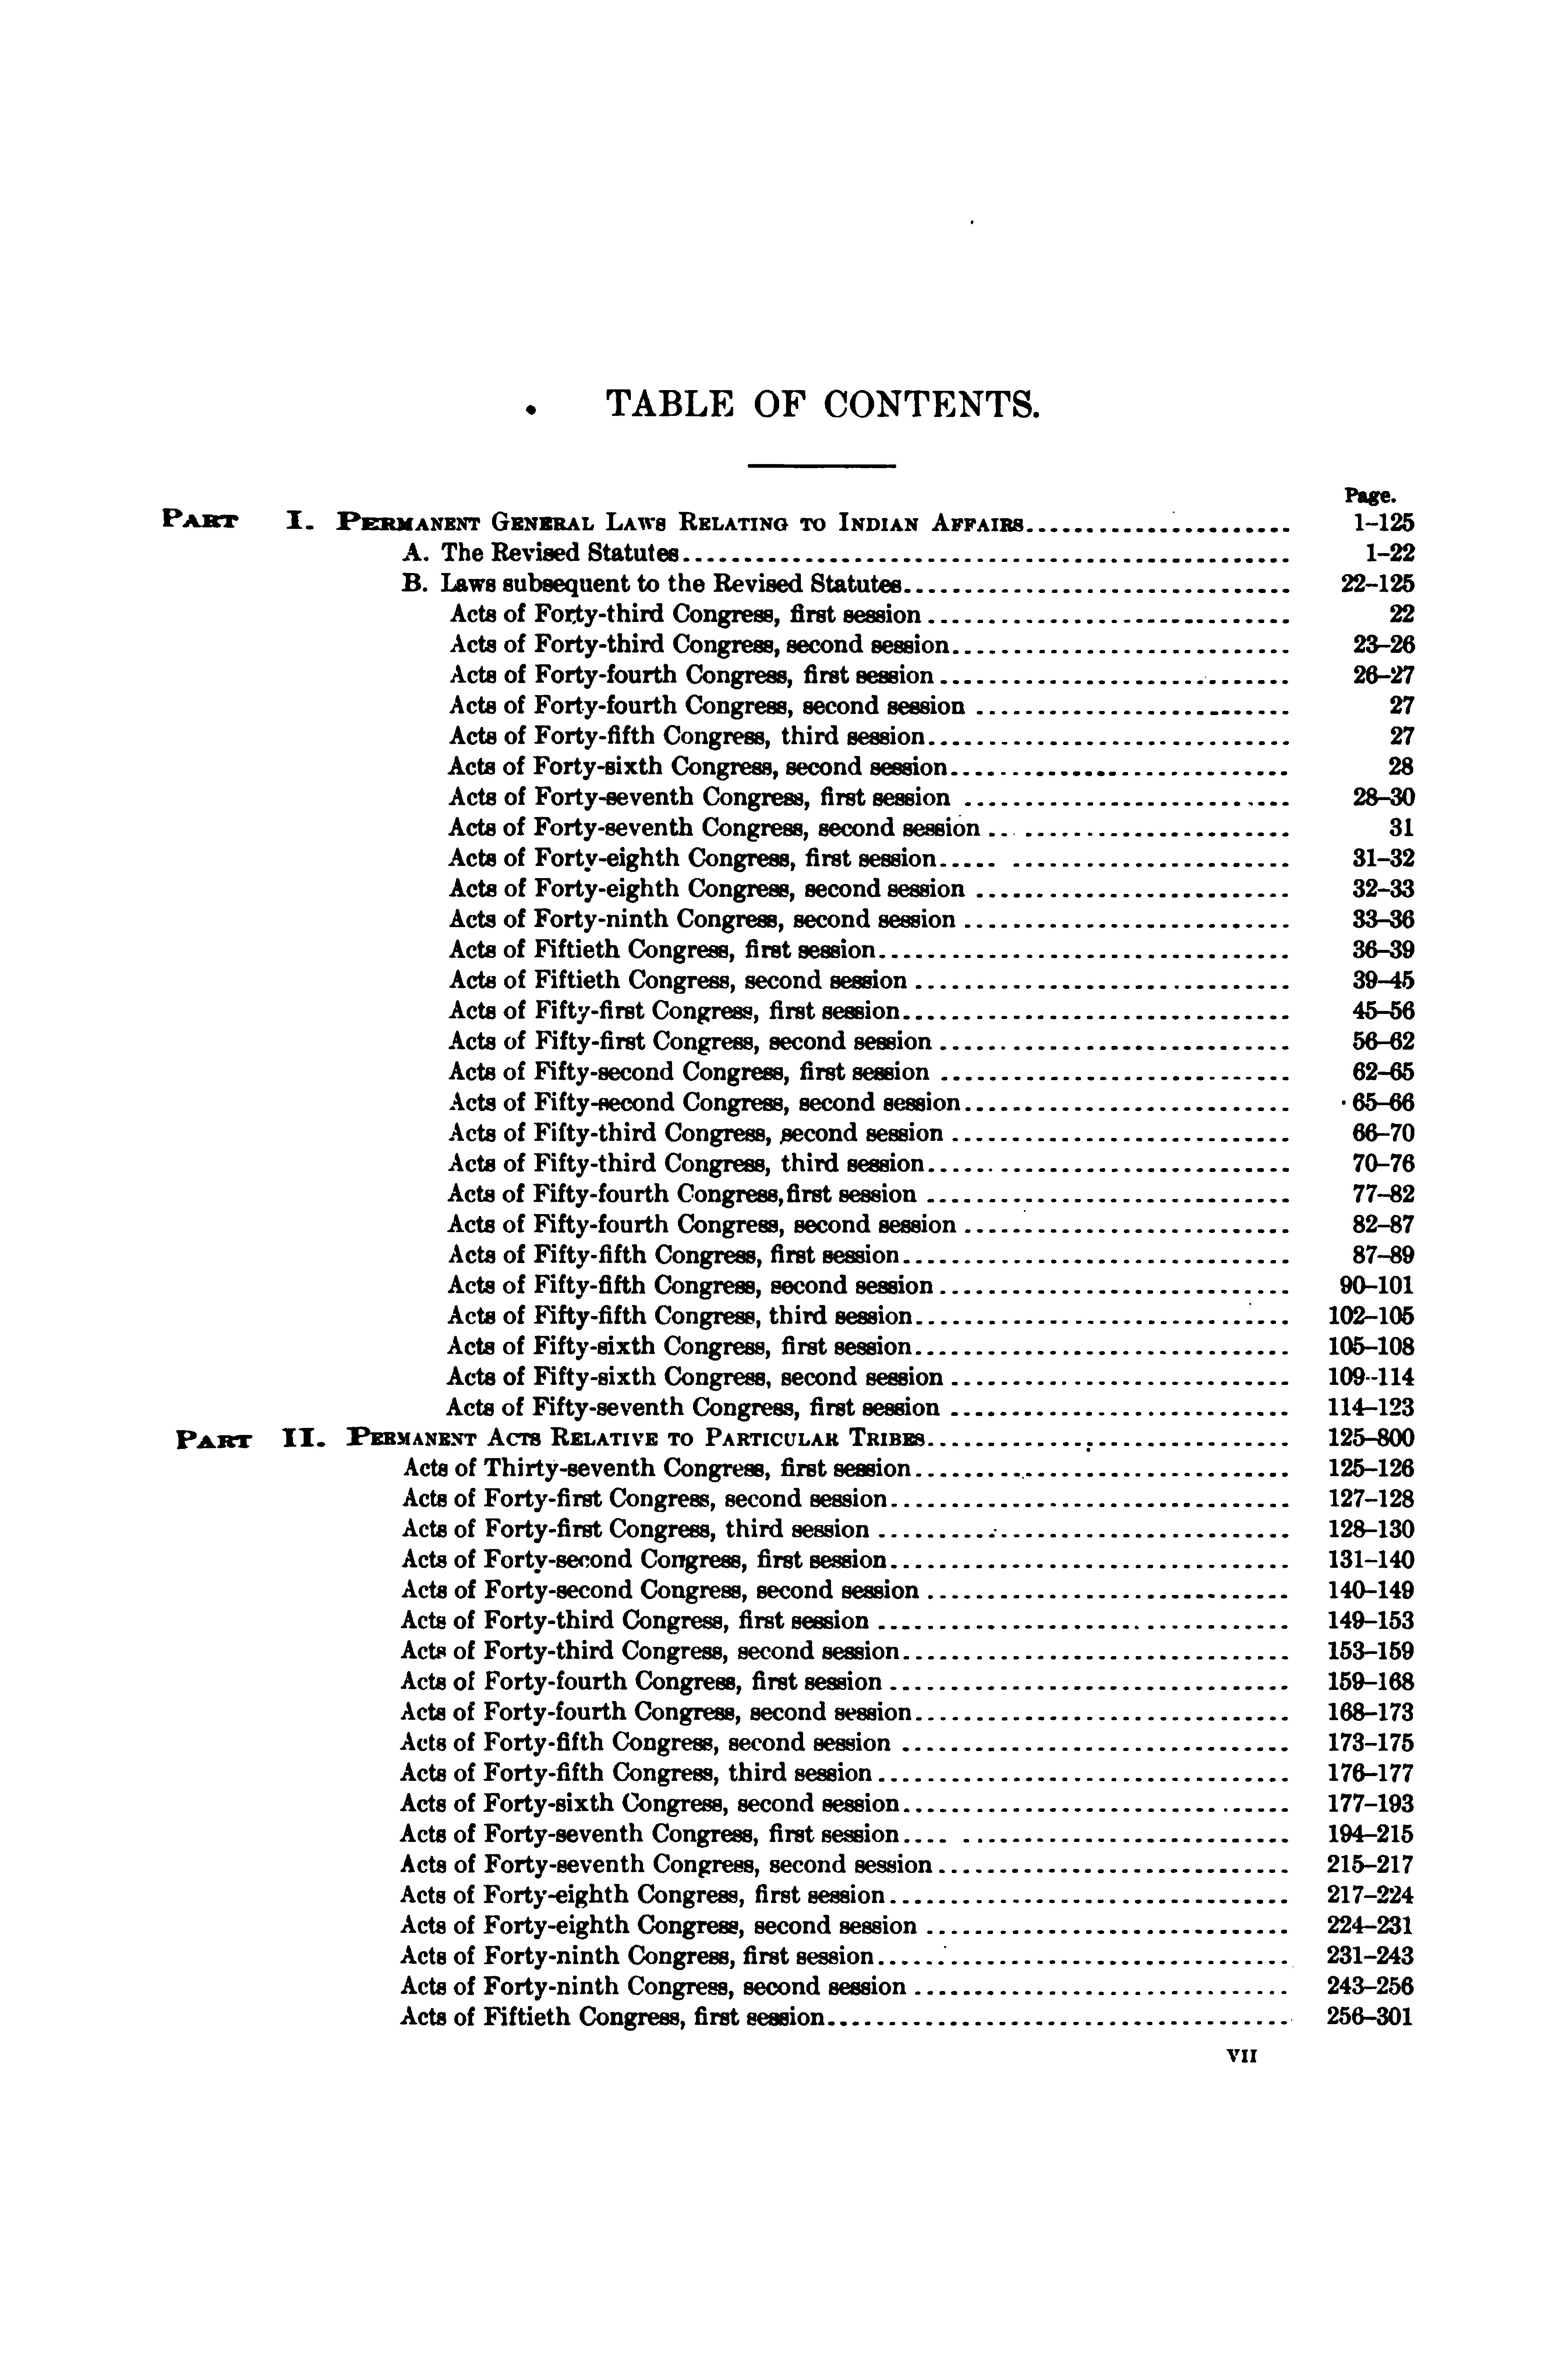 TABLE OF CONTENTS.
Page.
PART I. PERMANENT GENERAL LAWS RELATING TO INDIAN AFFAIRS 1–125
A. The Revised Statutes 1–22
B. Laws subsequent to the Revised Statutes 22–125
Acts of Forty-third Congress, first session 22
Acts of Forty-third Congress, second session 23–26
Acts of Forty-fourth Congress, first session 26–27
Acts of Forty-fourth Congress, second session 27
Acts of Forty-fifth Congress, third session 27
Acts of Forty-sixth Congress, second session 28
Acts of Forty-seventh Congress, first session 28–30
Acts of Forty-seventh Congress, second session 31
Acts of Forty-eighth Congress, first session 31–32
Acts of Forty-eighth Congress, second session 32–33
Acts of Forty-ninth Congress, second session 33–36
Acts of Fiftieth Congress, first session 36–39
Acts of Fiftieth Congress, second session 39–45
Acts of Fifty-first Congress, first session 45–56
Acts of Fifty-first Congress, second session 56–62
Acts of Fifty-second Congress, first session 62–65
Acts of Fifty-second Congress, second session 65–66
Acts of Fifty-third Congress, second session 66–70
Acts of Fifty-third Congress, third session 70–76
Acts of Fifty-fourth Congress, first session 77–82
Acts of Fifty-fourth Congress, second session 82–87
Acts of Fifty-fifth Congress, first session 87–89
Acts of Fifty-fifth Congress, second session 90–101
Acts of Fifty-fifth Congress, third session 102–105
Acts of Fifty-sixth Congress, first session 105–108
Acts of Fifty-sixth Congress, second session 109–114
Acts of Fifty-seventh Congress, first session 114–123
PART II. PERMANENT ACTS RELATIVE TO PARTICULAR TRIBES 125–800
Acts of Thirty-seventh Congress, first session 125–126
Acts of Forty-first Congress, second session 127–128
Acts of Forty-first Congress, third session 128–130
Acts of Forty-second Congress, first session 131–140
Acts of Forty-second Congress, second session 140–149
Acts of Forty-third Congress, first session 149–153
Acts of Forty-third Congress, second session 153–159
Acts of Forty-fourth Congress, first session 159–168
Acts of Forty-fourth Congress, second session 168–173
Acts of Forty-fifth Congress, second session 173–175
Acts of Forty-fifth Congress, third session 176–177
Acts of Forty-sixth Congress, second session 177–193
Acts of Forty-seventh Congress, first session 194–215
Acts of Forty-seventh Congress, second session 215–217
Acts of Forty-eighth Congress, first session 217–224
Acts of Forty-eighth Congress, second session 224–231
Acts of Forty-ninth Congress, first session 231–243
Acts of Forty-ninth Congress, second session 243–256
Acts of Fiftieth Congress, first session 256–301
VII